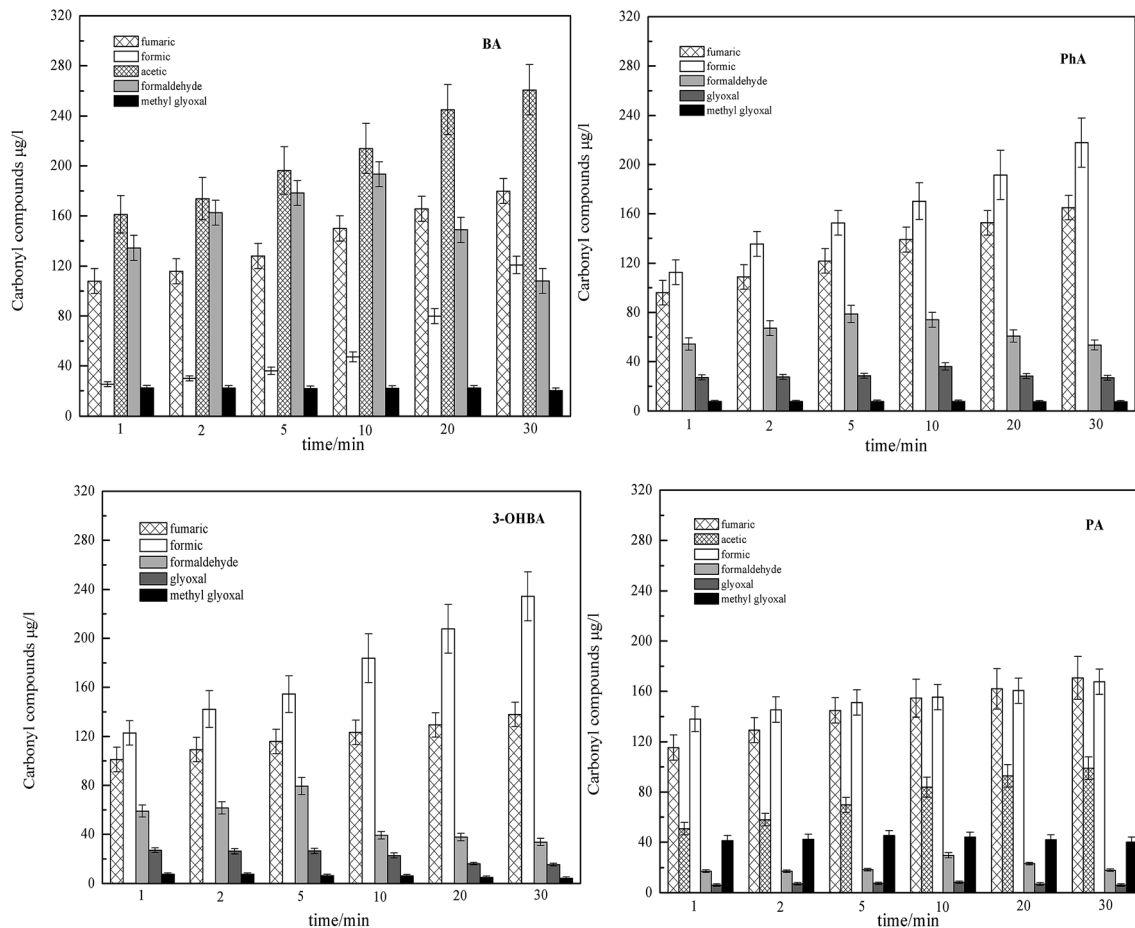 BA
Carbonyl compounds µg/l
320
280
240
200
160
120
80
40
0
fumaric
formic
acetic
formaldehyde
methyl glyoxal
1 2 5 10 20 30
time/min
PhA
Carbonyl compounds µg/l
320
280
240
200
160
120
80
40
0
fumaric
formic
formaldehyde
glyoxal
methyl glyoxal
1 2 5 10 20 30
time/min
3-OHBA
Carbonyl compounds µg/l
320
280
240
200
160
120
80
40
0
fumaric
formic
formaldehyde
glyoxal
methyl glyoxal
1 2 5 10 20 30
time/min
PA
Carbonyl compounds µg/l
320
280
240
200
160
120
80
40
0
fumaric
acetic
formic
formaldehyde
glyoxal
methyl glyoxal
1 2 5 10 20 30
time/min